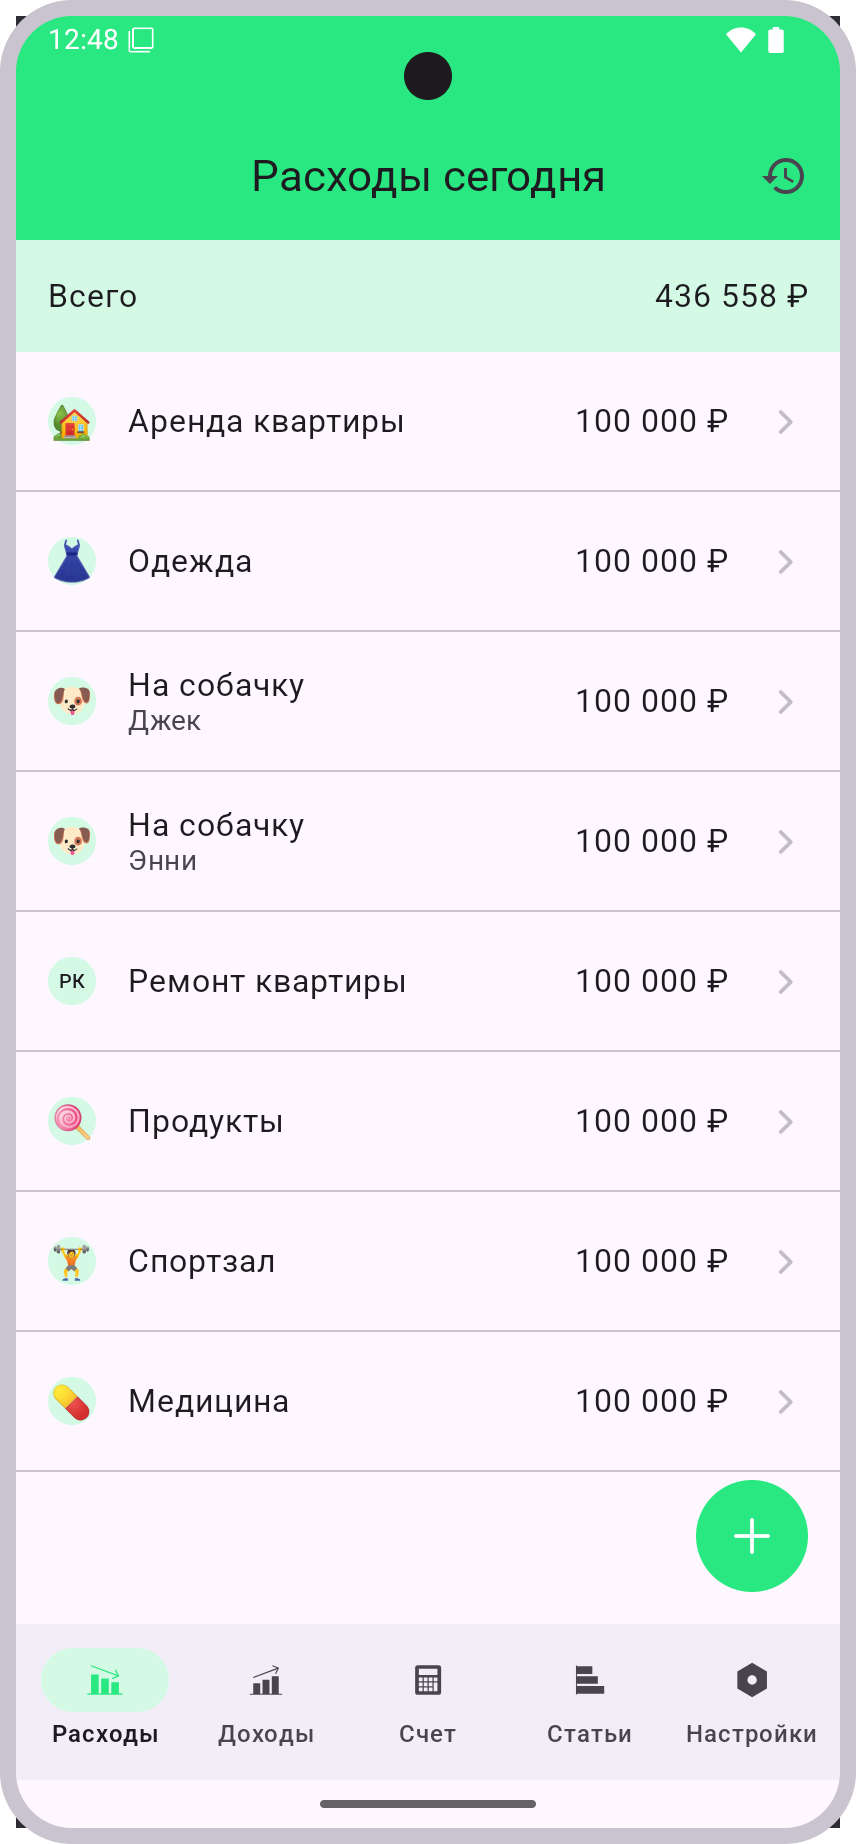 12:48
Расходы сегодня
Всего 436 558 ₽
Аренда квартиры 100 000 ₽
Одежда 100 000 ₽
На собачку 100 000 ₽
Джек
На собачку 100 000 ₽
Энни
РК Ремонт квартиры 100 000 ₽
Продукты 100 000 ₽
Спортзал 100 000 ₽
Медицина 100 000 ₽
Расходы Доходы Счет Статьи Настройки